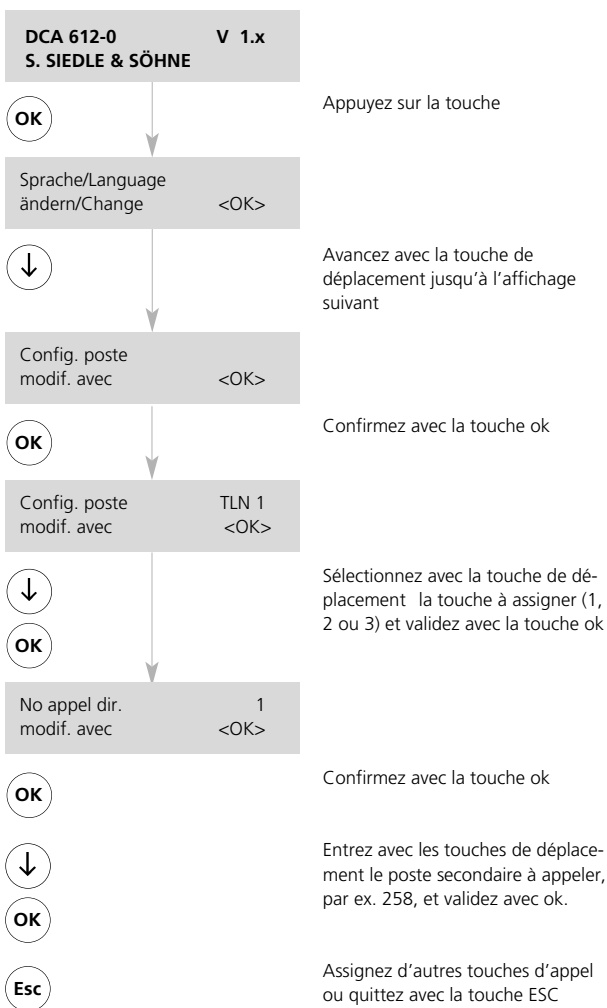 DCA 612-0 V 1.x
S. SIEDLE & SÖHNE
OK
Appuyez sur la touche
Sprache/Language
ändern/Change <OK>
↓
Avancez avec la touche de
déplacement jusqu’à l’affichage
suivant
Config. poste
modif. avec <OK>
OK
Confirmez avec la touche ok
Config. poste TLN 1
modif. avec <OK>
↓
OK
Sélectionnez avec la touche de dé-
placement la touche à assigner (1,
2 ou 3) et validez avec la touche ok
No appel dir. 1
modif. avec <OK>
OK
Confirmez avec la touche ok
↓
OK
Entrez avec les touches de déplace-
ment le poste secondaire à appeler,
par ex. 258, et validez avec ok.
Esc
Assignez d’autres touches d’appel
ou quittez avec la touche ESC